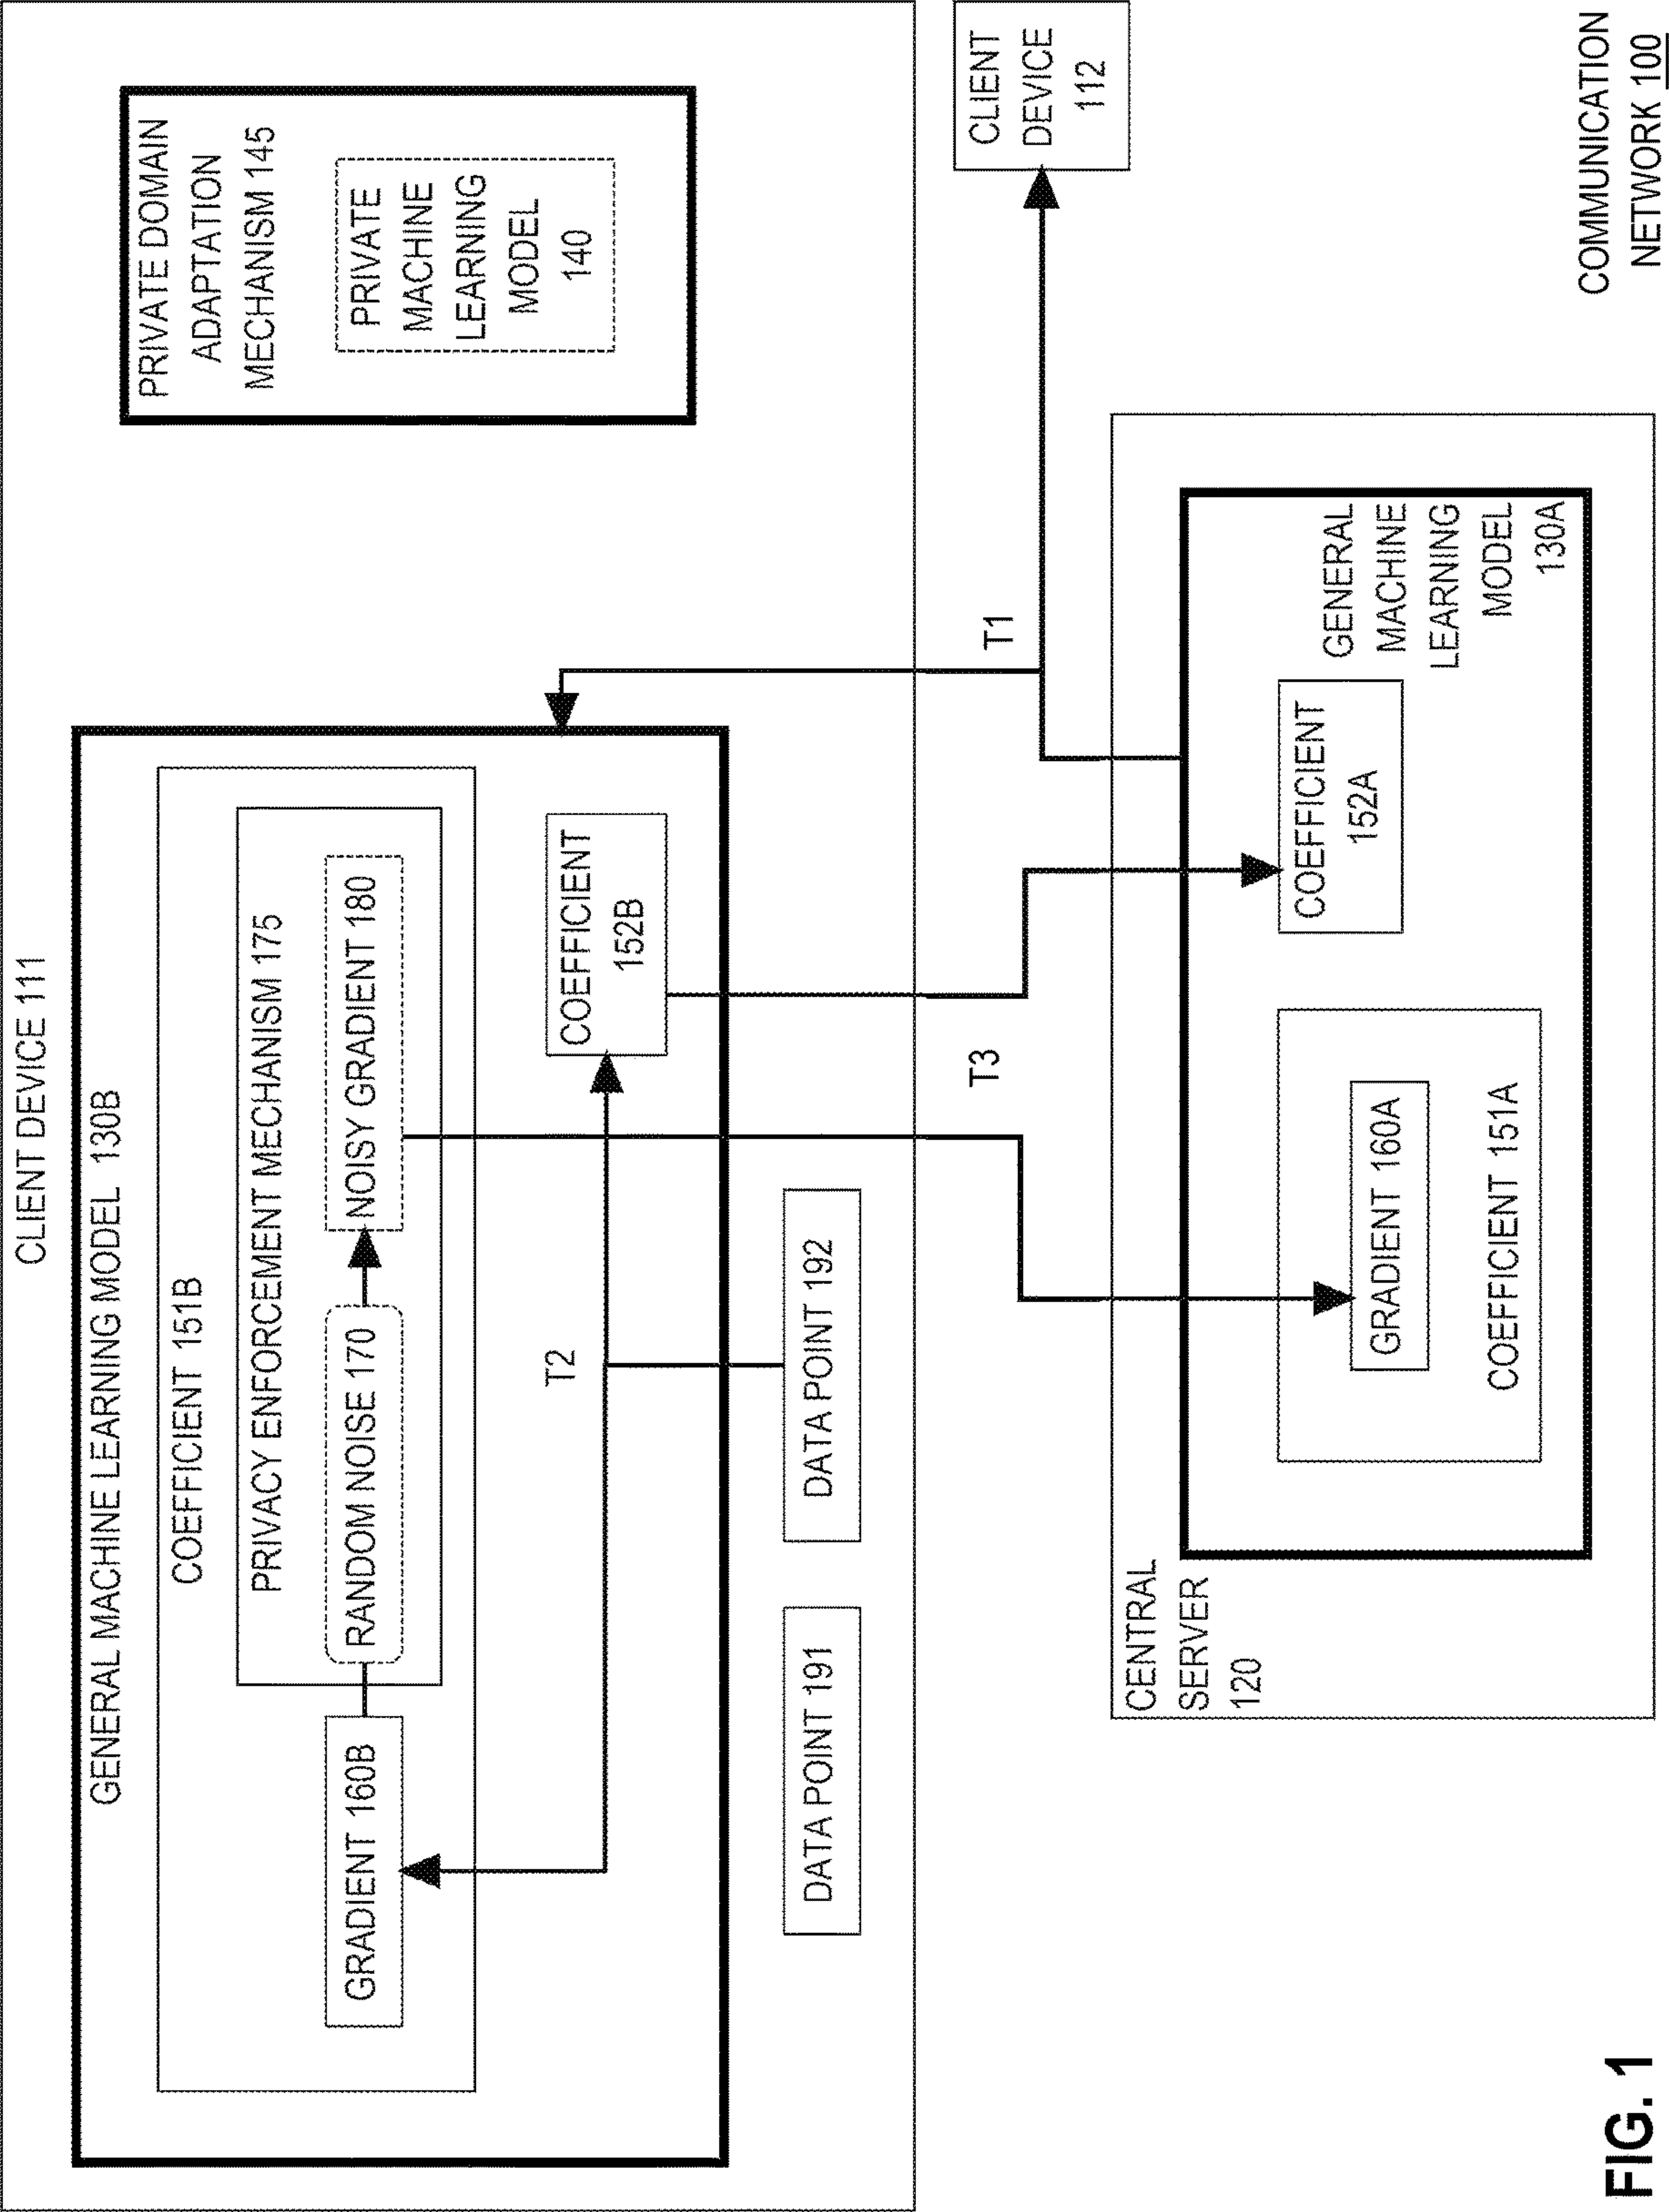 CLIENT DEVICE 111
GENERAL MACHINE LEARNING MODEL 130B
COEFFICIENT 151B
PRIVACY ENFORCEMENT MECHANISM 175
GRADIENT 160B
RANDOM NOISE 170
NOISY GRADIENT 180
T2
COEFFICIENT
152B
DATA POINT 191
DATA POINT 192
PRIVATE DOMAIN
ADAPTATION
MECHANISM 145
PRIVATE
MACHINE
LEARNING
MODEL
140
T3
T1
CLIENT
DEVICE
112
CENTRAL
SERVER
120
GRADIENT 160A
COEFFICIENT 151A
COEFFICIENT
152A
GENERAL
MACHINE
LEARNING
MODEL
130A
COMMUNICATION
NETWORK 100
FIG. 1